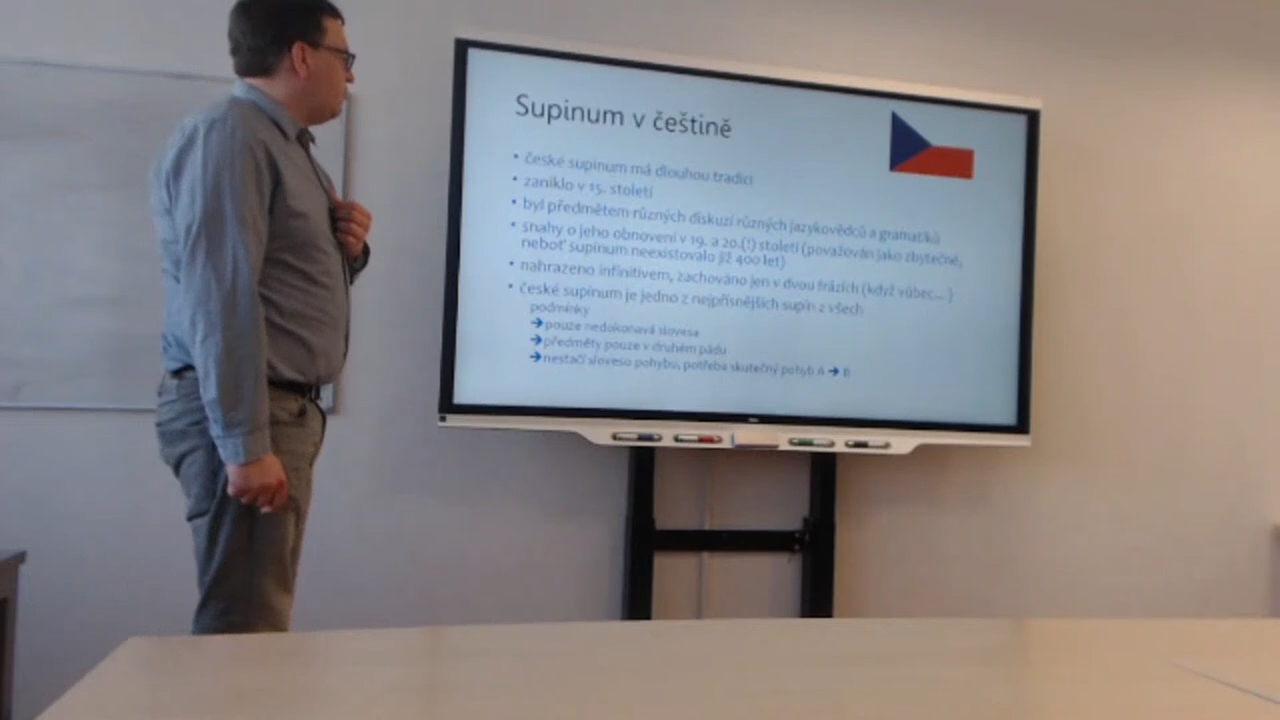 Supinum v češtině
• české supinum má dlouhou tradici
• zaniklo v 15. století
• byl předmětem různých diskuzí různých jazykovědců a gramatiků
• snahy o jeho obnovení v 19. a 20.(!) století (považován jako zbytečné,
neboť supinum neexistovalo již 400 let)
• nahrazeno infinitivem, zachováno jen v dvou frázích (když vůbec... )
• české supinum je jedno z nejpřísnějších supin z všech
podmínky
➔ pouze nedokonavá slovesa
➔ předměty pouze v druhém pádu
➔ nestačí sloveso pohybu, potřeba skutečný pohyb A ➔ B